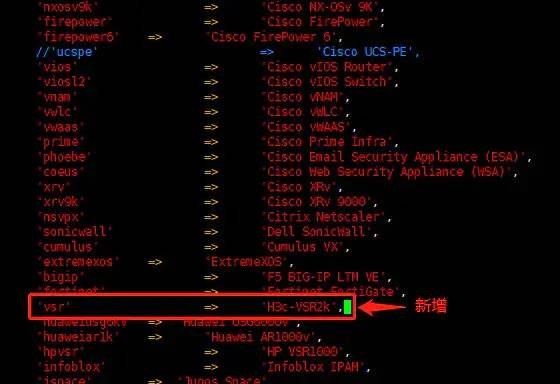 'nxosv9k' => 'Cisco NX-OSv 9K',
'firepower' => 'Cisco FirePower',
'firepower6' => 'Cisco FirePower 6',
//'ucspe' => 'Cisco UCS-PE',
'vios' => 'Cisco vIOS Router',
'viosl2' => 'Cisco vIOS Switch',
'vnam' => 'Cisco vNAM',
'vwlc' => 'Cisco vWLC',
'vwaas' => 'Cisco vWAAS',
'prime' => 'Cisco Prime Infra',
'phoebe' => 'Cisco Email Security Appliance (ESA)',
'coeus' => 'Cisco Web Security Appliance (WSA)',
'xrv' => 'Cisco XRv',
'xrv9k' => 'Cisco XRv 9000',
'nsvpx' => 'Citrix Netscaler',
'sonicwall' => 'Dell SonicWall',
'cumulus' => 'Cumulus VX',
'extremexos' => 'ExtremeXOS',
'bigip' => 'F5 BIG-IP LTM VE',
'fortinet' => 'Fortinet FortiGate',
'vsr' => 'H3c-VSR2k', 新增
'huaweiusg6kv' => 'Huawei USG6000v',
'huaweiar1k' => 'Huawei AR1000v',
'hpvsr' => 'HP VSR1000',
'infoblox' => 'Infoblox IPAM',
'jspace' => 'Junos Space'